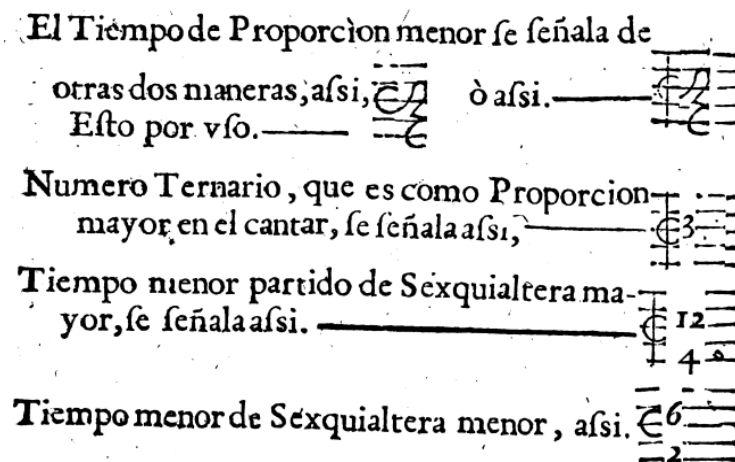 El Tiempo de Proporcion menor ſe ſeñala de
otras dos maneras, aſsi, ò aſsi.
Eſto por vſo.
Numero Ternario, que es como Proporcion
mayor en el cantar, ſe ſeñala aſsi, 3
Tiempo menor partido de Sexquialtera ma-
yor, ſe ſeñala aſsi. 12
4
Tiempo menor de Sexquialtera menor, aſsi. 6
2